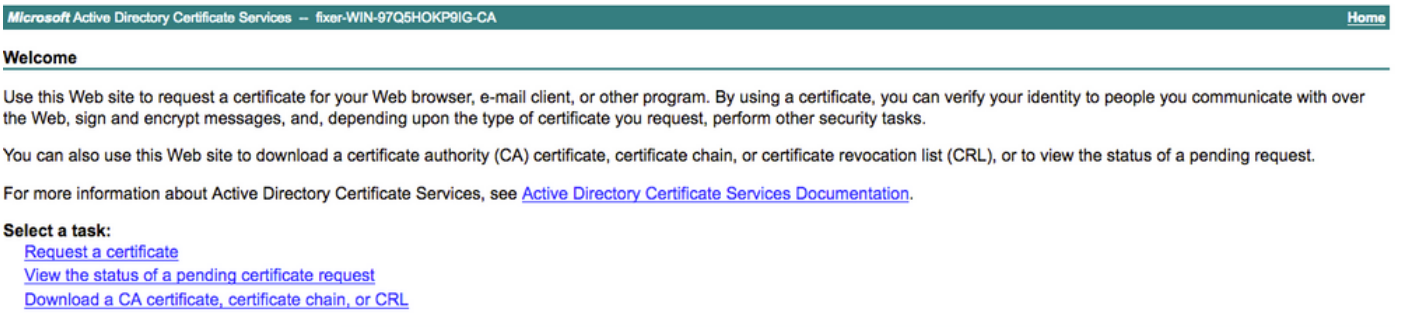 Microsoft Active Directory Certificate Services -- fixer-WIN-97Q5HOKP9IG-CA Home
Welcome
Use this Web site to request a certificate for your Web browser, e-mail client, or other program. By using a certificate, you can verify your identity to people you communicate with over
the Web, sign and encrypt messages, and, depending upon the type of certificate you request, perform other security tasks.
You can also use this Web site to download a certificate authority (CA) certificate, certificate chain, or certificate revocation list (CRL), or to view the status of a pending request.
For more information about Active Directory Certificate Services, see Active Directory Certificate Services Documentation.
Select a task:
Request a certificate
View the status of a pending certificate request
Download a CA certificate, certificate chain, or CRL